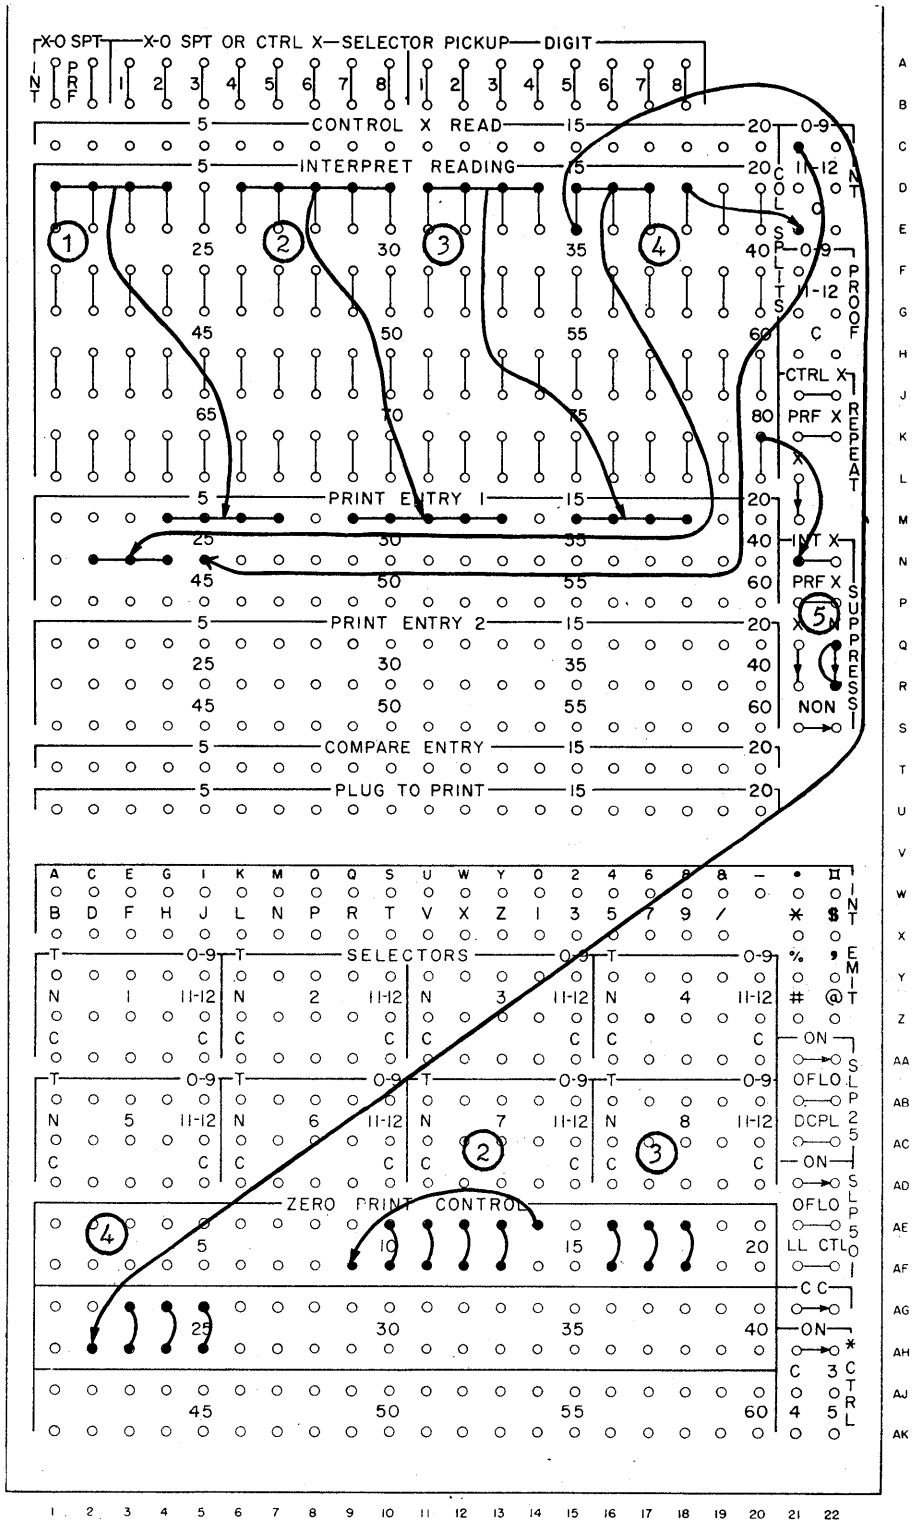 X-O SPT X-O SPT OR CTRL X—SELECTOR PICKUP—DIGIT A
INT PRF 1 2 3 4 5 6 7 8 1 2 3 4 5 6 7 8
B
5 CONTROL X READ 15 20 0-9
C
5 INTERPRET READING 15 20 11-12 INT
D
COL SPLITS O
1 2 3 4 E
25 30 35 40 0-9
F
11-12 PROOF
G
45 50 55 60 C
H
CTRL X
J
65 70 75 80 PRF X REPEAT
K
X
L
5 PRINT ENTRY 1 15 20
M
25 30 35 40 INT X
N
45 50 55 60 PRF X
P
5 SUPPRESS
5 PRINT ENTRY 2 15 20 X N
Q
25 30 35 40
R
45 50 55 60 NON
S
5 COMPARE ENTRY 15 20
T
5 PLUG TO PRINT 15 20
U
V
A C E G I K M O Q S U W Y 0 2 4 6 8 & – • ¤
W
B D F H J L N P R T V X Z 1 3 5 7 9 / * $ INT EMIT
X
T 0-9 T SELECTORS 0-9 T 0-9 % ,
Y
N 1 11-12 N 2 11-12 N 3 11-12 N 4 11-12 # @
Z
C C C C C C C C ON
AA
T 0-9 T 0-9 T 0-9 T 0-9 OFLO SLP25
AB
N 5 11-12 N 6 11-12 N 7 11-12 N 8 11-12 DCPL
AC
2 3
C C C C C C C C ON
AD
ZERO PRINT CONTROL OFLO SLP50
AE
4
5 10 15 20 LL CTL
AF
CC
AG
25 30 35 40 ON
AH
C 3 * CTRL
AJ
45 50 55 60 4 5
AK
1 2 3 4 5 6 7 8 9 10 11 12 13 14 15 16 17 18 19 20 21 22